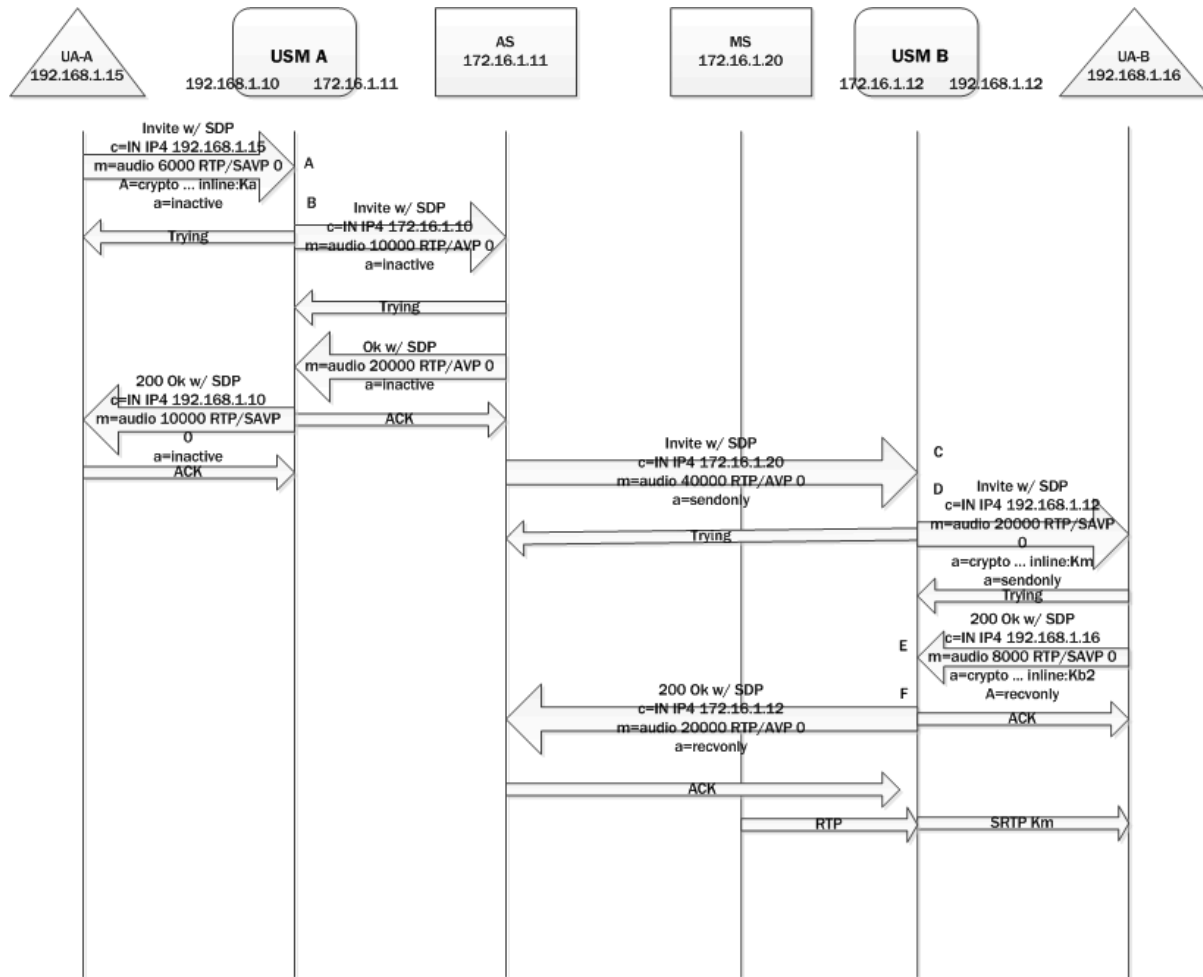 UA-A
192.168.1.15
USM A
192.168.1.10 172.16.1.11
AS
172.16.1.11
MS
172.16.1.20
USM B
172.16.1.12 192.168.1.12
UA-B
192.168.1.16
Invite w/ SDP
c=IN IP4 192.168.1.15
m=audio 6000 RTP/SAVP 0
A=crypto ... inline:Ka
a=inactive
A
B
Invite w/ SDP
c=IN IP4 172.16.1.10
m=audio 10000 RTP/AVP 0
a=inactive
Trying
Trying
Ok w/ SDP
m=audio 20000 RTP/AVP 0
a=inactive
200 Ok w/ SDP
c=IN IP4 192.168.1.10
m=audio 10000 RTP/SAVP
0
a=inactive
ACK
ACK
Invite w/ SDP
c=IN IP4 172.16.1.20
m=audio 40000 RTP/AVP 0
a=sendonly
C
D
Invite w/ SDP
c=IN IP4 192.168.1.12
m=audio 20000 RTP/SAVP
0
a=crypto ... inline:Km
a=sendonly
Trying
Trying
200 Ok w/ SDP
c=IN IP4 192.168.1.16
m=audio 8000 RTP/SAVP 0
a=crypto ... inline:Kb2
A=recvonly
E
F
200 Ok w/ SDP
c=IN IP4 172.16.1.12
m=audio 20000 RTP/AVP 0
a=recvonly
ACK
ACK
RTP
SRTP Km